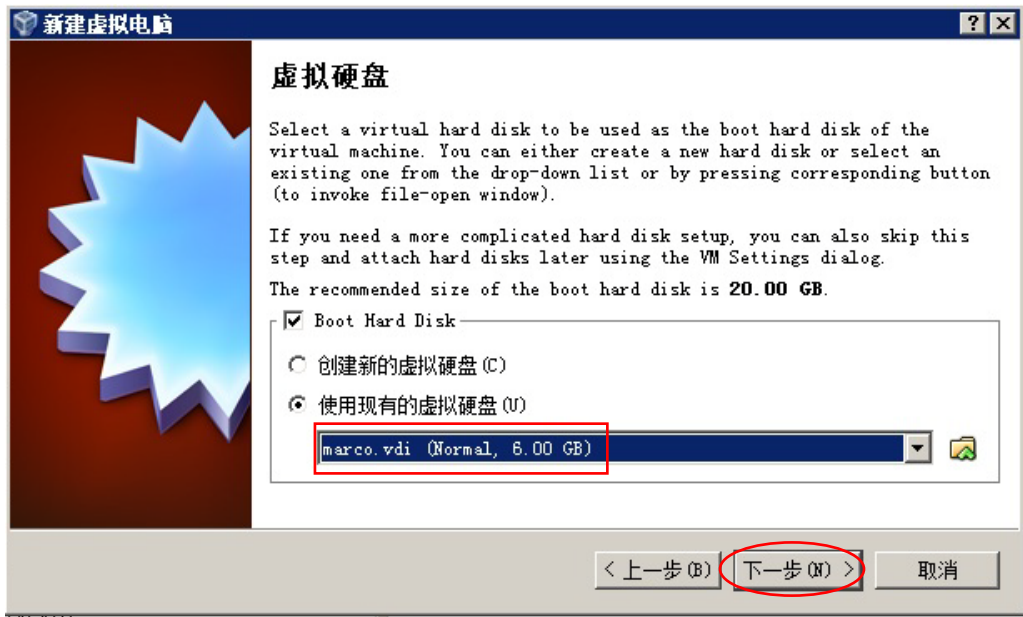 新建虚拟电脑
虚拟硬盘
Select a virtual hard disk to be used as the boot hard disk of the
virtual machine. You can either create a new hard disk or select an
existing one from the drop-down list or by pressing corresponding button
(to invoke file-open window).
If you need a more complicated hard disk setup, you can also skip this
step and attach hard disks later using the VM Settings dialog.
The recommended size of the boot hard disk is 20.00 GB.
Boot Hard Disk
创建新的虚拟硬盘(C)
使用现有的虚拟硬盘(U)
marco.vdi (Normal, 6.00 GB)
< 上一步(B) 下一步(N) > 取消